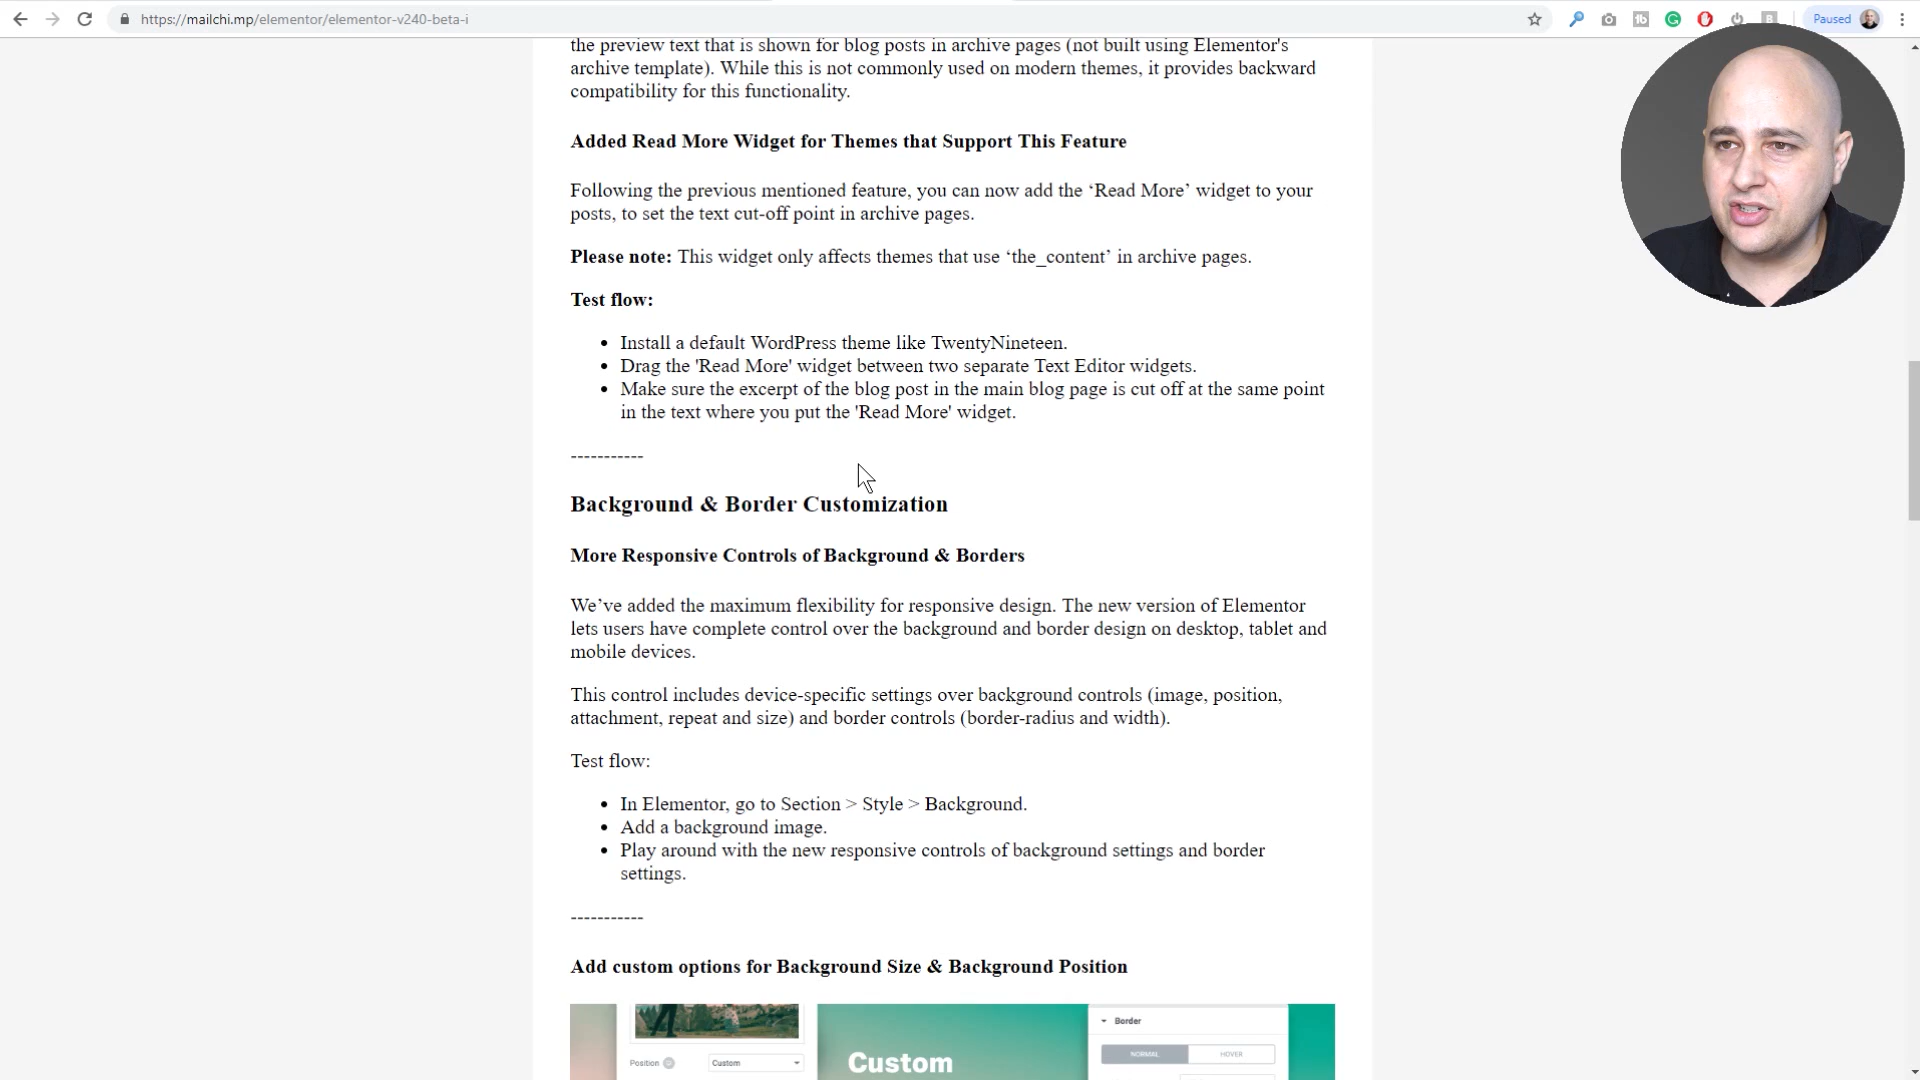 https://mailchi.mp/elementor/elementor-v240-beta-i
Paused
the preview text that is shown for blog posts in archive pages (not built using Elementor's
archive template). While this is not commonly used on modern themes, it provides backward
compatibility for this functionality.
Added Read More Widget for Themes that Support This Feature
Following the previous mentioned feature, you can now add the ‘Read More’ widget to your
posts, to set the text cut-off point in archive pages.
Please note: This widget only affects themes that use ‘the_content’ in archive pages.
Test flow:
• Install a default WordPress theme like TwentyNineteen.
• Drag the 'Read More' widget between two separate Text Editor widgets.
• Make sure the excerpt of the blog post in the main blog page is cut off at the same point
in the text where you put the 'Read More' widget.
-----------
Background & Border Customization
More Responsive Controls of Background & Borders
We’ve added the maximum flexibility for responsive design. The new version of Elementor
lets users have complete control over the background and border design on desktop, tablet and
mobile devices.
This control includes device-specific settings over background controls (image, position,
attachment, repeat and size) and border controls (border-radius and width).
Test flow:
• In Elementor, go to Section > Style > Background.
• Add a background image.
• Play around with the new responsive controls of background settings and border
settings.
-----------
Add custom options for Background Size & Background Position
Border
NORMAL HOVER
Position Custom
Custom